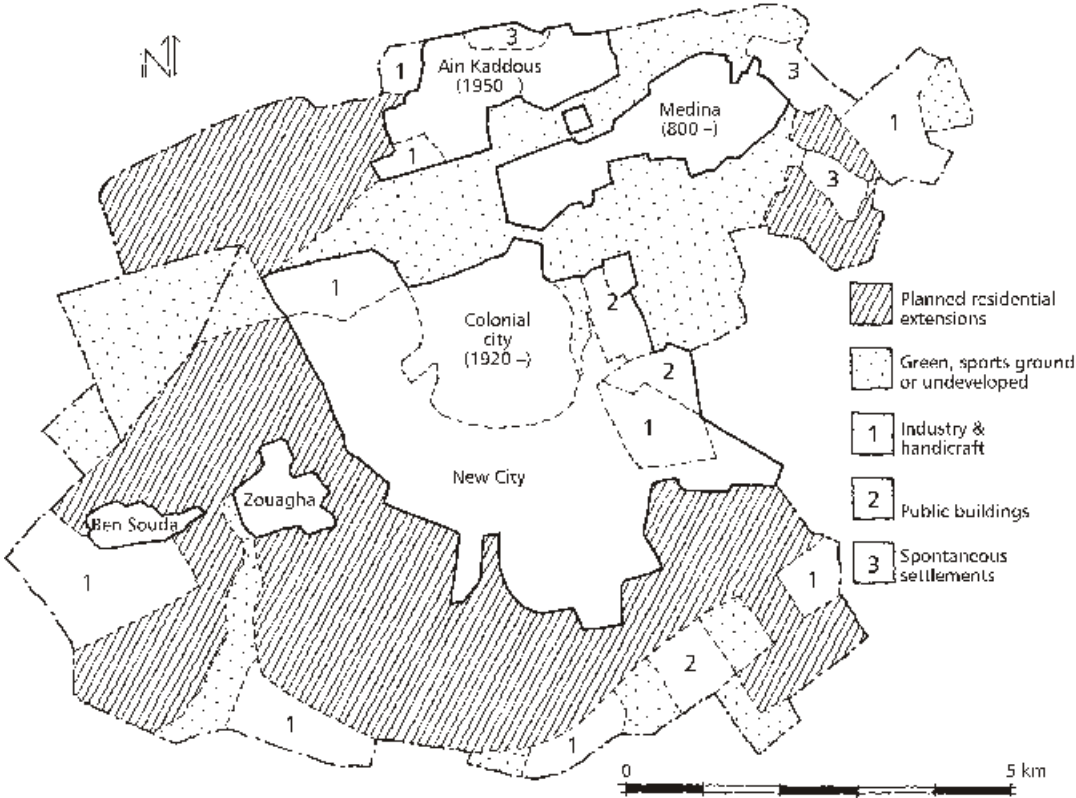 N
3
1
Ain Kaddous
(1950 )
3
Medina
(800 –)
1
1
3
1
2
Colonial
city
(1920 –)
2
1
New City
Zouagha
Ben Souda
1
1
2
1
1
Planned residential
extensions
Green, sports ground
or undeveloped
1
Industry &
handicraft
2
Public buildings
3
Spontaneous
settlements
0
5 km